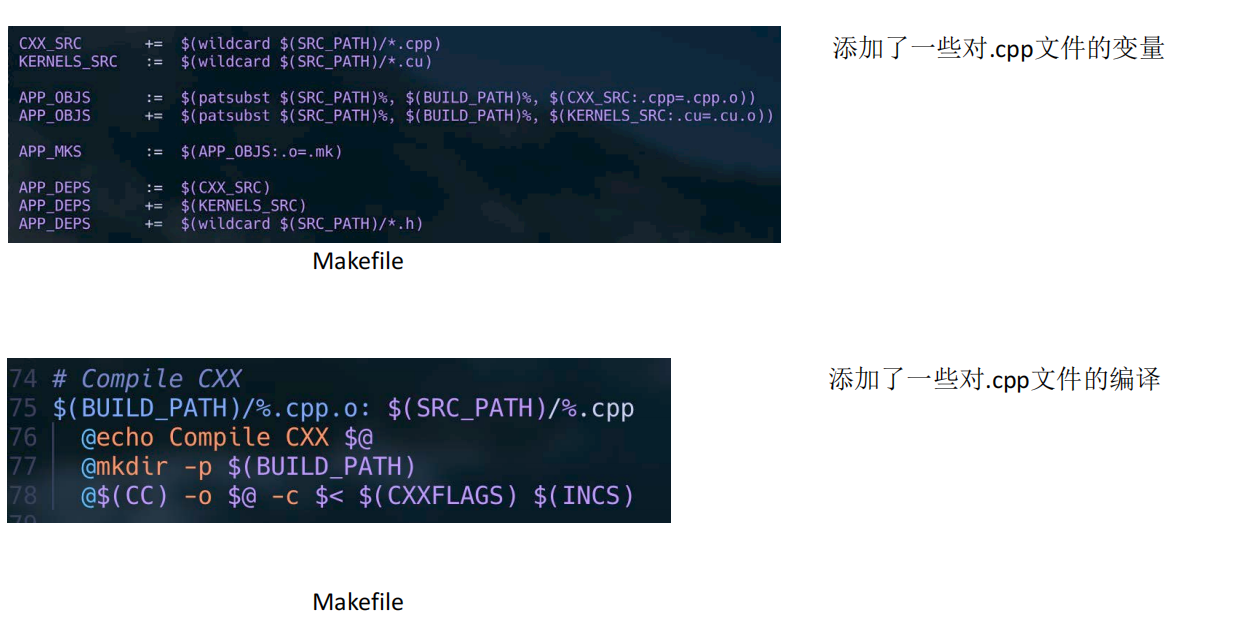 CXX_SRC += $(wildcard $(SRC_PATH)/*.cpp)
KERNELS_SRC := $(wildcard $(SRC_PATH)/*.cu)
APP_OBJS := $(patsubst $(SRC_PATH)%, $(BUILD_PATH)%, $(CXX_SRC:.cpp=.cpp.o))
APP_OBJS += $(patsubst $(SRC_PATH)%, $(BUILD_PATH)%, $(KERNELS_SRC:.cu=.cu.o))
APP_MKS := $(APP_OBJS:.o=.mk)
APP_DEPS := $(CXX_SRC)
APP_DEPS += $(KERNELS_SRC)
APP_DEPS += $(wildcard $(SRC_PATH)/*.h)
Makefile
添加了一些对.cpp文件的变量
74 # Compile CXX
75 $(BUILD_PATH)/%.cpp.o: $(SRC_PATH)/%.cpp
76 @echo Compile CXX $@
77 @mkdir -p $(BUILD_PATH)
78 @$(CC) -o $@ -c $< $(CXXFLAGS) $(INCS)
79
Makefile
添加了一些对.cpp文件的编译